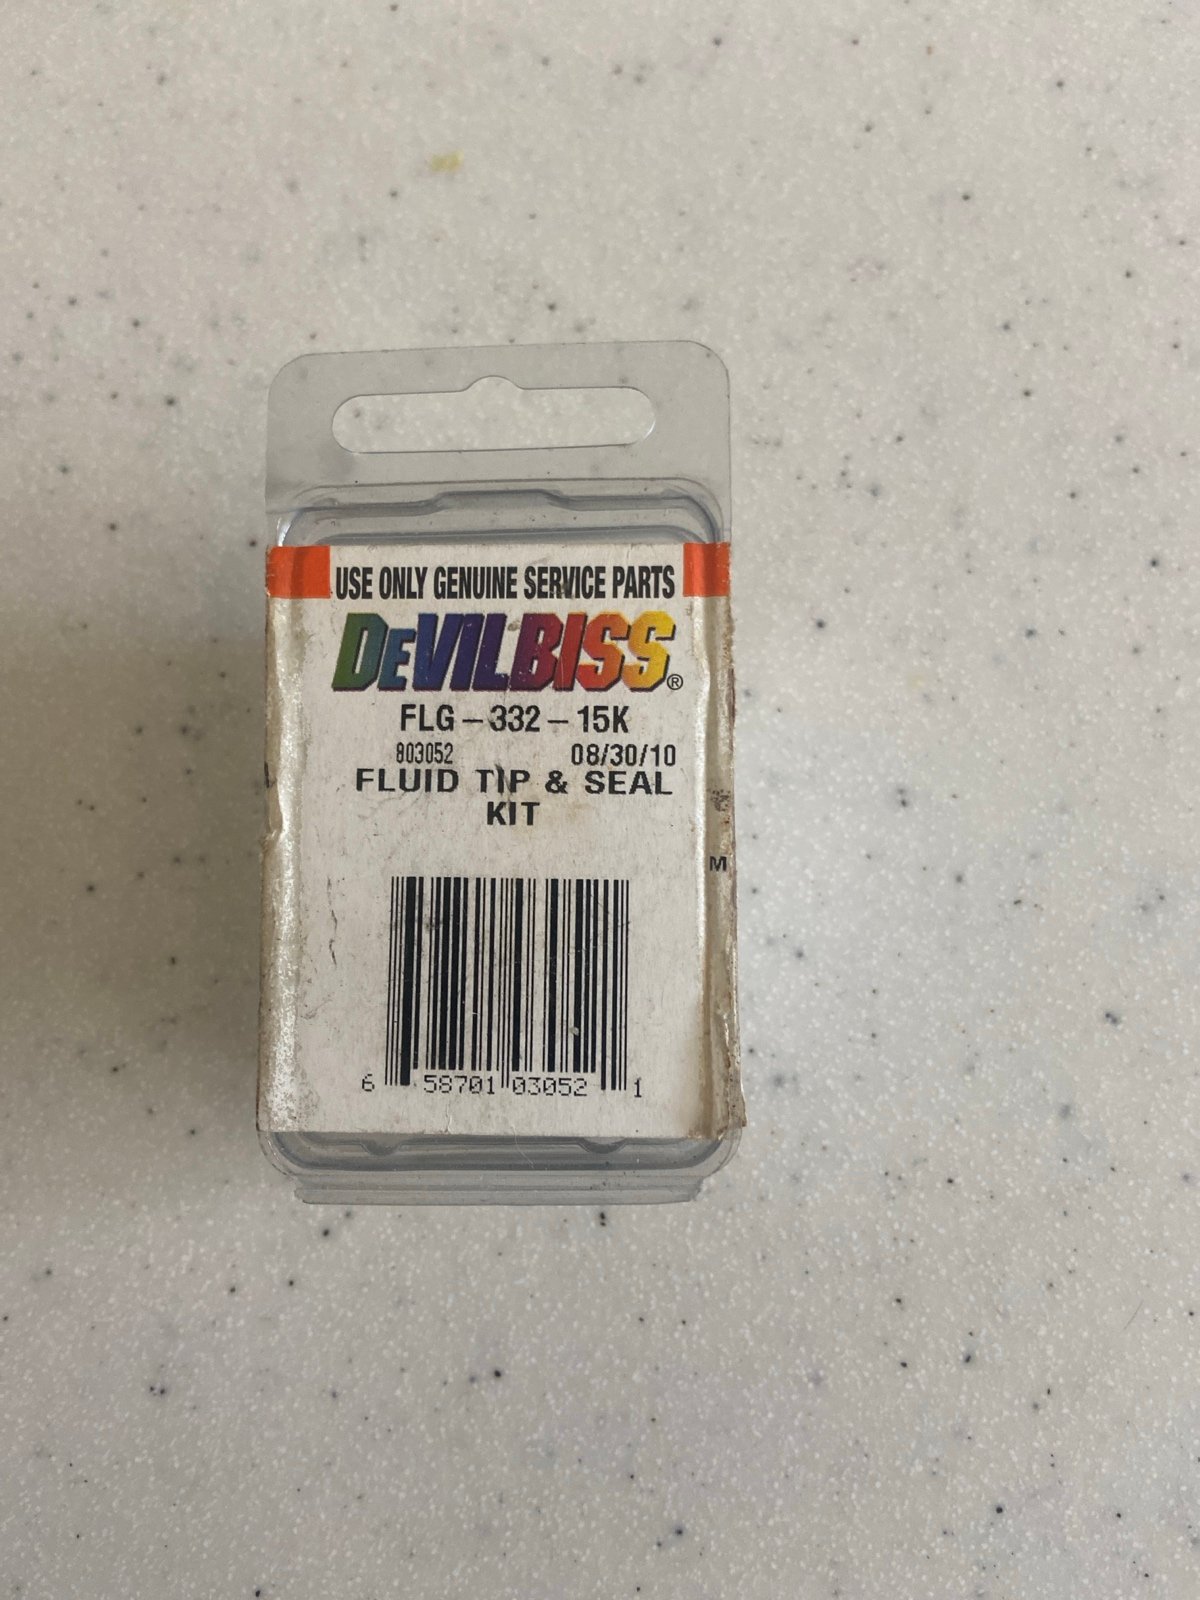 USE ONLY GENUINE SERVICE PARTS
DEVILBISS®
FLG-332-15K
803052 08/30/10
FLUID TIP & SEAL
KIT
M
6 58701 03052 1